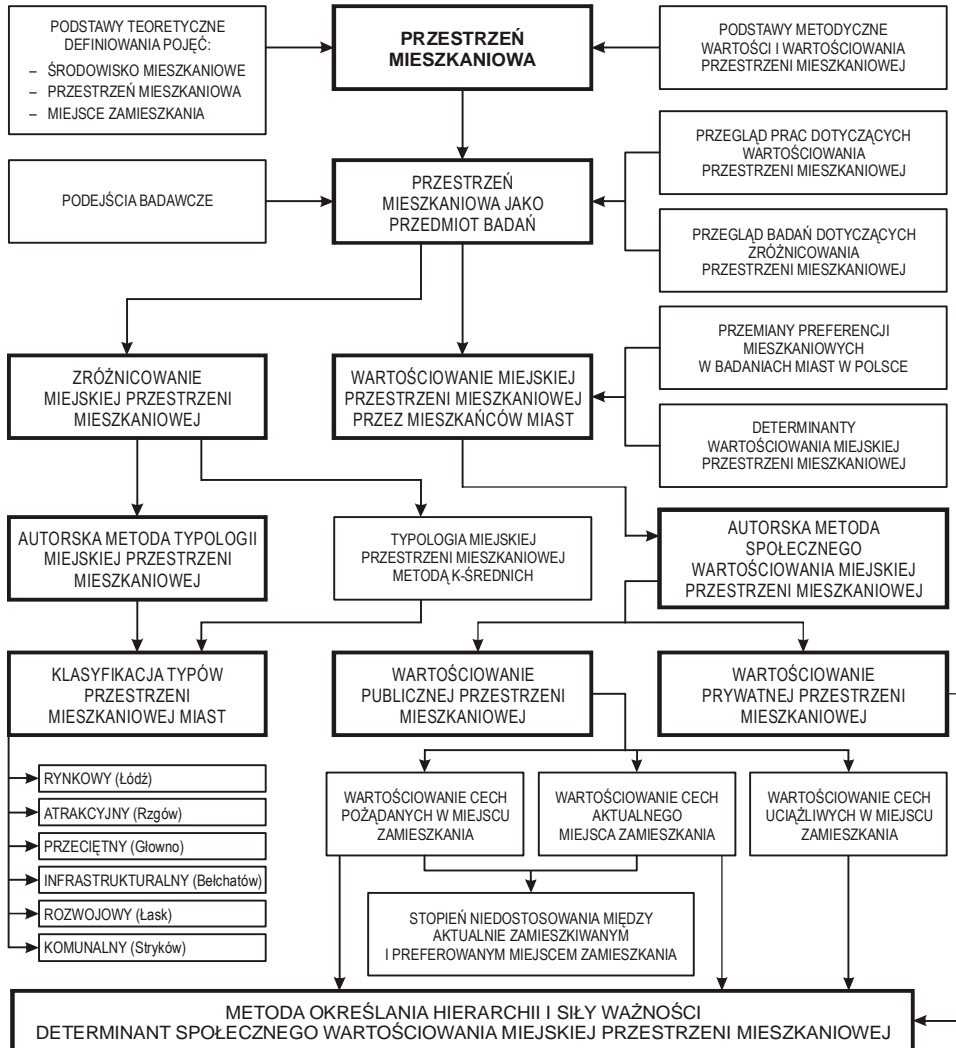 PODSTAWY TEORETYCZNE
DEFINIOWANIA POJĘĆ:
– ŚRODOWISKO MIESZKANIOWE
– PRZESTRZEŃ MIESZKANIOWA
– MIEJSCE ZAMIESZKANIA
PRZESTRZEŃ
MIESZKANIOWA
PODSTAWY METODYCZNE
WARTOŚCI I WARTOŚCIOWANIA
PRZESTRZENI MIESZKANIOWEJ
PODEJŚCIA BADAWCZE
PRZESTRZEŃ
MIESZKANIOWA JAKO
PRZEDMIOT BADAŃ
PRZEGLĄD PRAC DOTYCZĄCYCH
WARTOŚCIOWANIA
PRZESTRZENI MIESZKANIOWEJ
PRZEGLĄD BADAŃ DOTYCZĄCYCH
ZRÓŻNICOWANIA
PRZESTRZENI MIESZKANIOWEJ
ZRÓŻNICOWANIE
MIEJSKIEJ PRZESTRZENI
MIESZKANIOWEJ
WARTOŚCIOWANIE MIEJSKIEJ
PRZESTRZENI MIESZKANIOWEJ
PRZEZ MIESZKAŃCÓW MIAST
PRZEMIANY PREFERENCJI
MIESZKANIOWYCH
W BADANIACH MIAST W POLSCE
DETERMINANTY
WARTOŚCIOWANIA MIEJSKIEJ
PRZESTRZENI MIESZKANIOWEJ
AUTORSKA METODA TYPOLOGII
MIEJSKIEJ PRZESTRZENI
MIESZKANIOWEJ
TYPOLOGIA MIEJSKIEJ
PRZESTRZENI MIESZKANIOWEJ
METODĄ K-ŚREDNICH
AUTORSKA METODA
SPOŁECZNEGO
WARTOŚCIOWANIA MIEJSKIEJ
PRZESTRZENI MIESZKANIOWEJ
KLASYFIKACJA TYPÓW
PRZESTRZENI
MIESZKANIOWEJ MIAST
WARTOŚCIOWANIE
PUBLICZNEJ PRZESTRZENI
MIESZKANIOWEJ
WARTOŚCIOWANIE
PRYWATNEJ PRZESTRZENI
MIESZKANIOWEJ
RYNKOWY (Łódź)
ATRAKCYJNY (Rzgów)
PRZECIĘTNY (Głowno)
INFRASTRUKTURALNY (Bełchatów)
ROZWOJOWY (Łask)
KOMUNALNY (Stryków)
WARTOŚCIOWANIE CECH
POŻĄDANYCH W MIEJSCU
ZAMIESZKANIA
WARTOŚCIOWANIE CECH
AKTUALNEGO
MIEJSCA ZAMIESZKANIA
WARTOŚCIOWANIE CECH
UCIĄŻLIWYCH W MIEJSCU
ZAMIESZKANIA
STOPIEŃ NIEDOSTOSOWANIA MIĘDZY
AKTUALNIE ZAMIESZKIWANYM
I PREFEROWANYM MIEJSCEM ZAMIESZKANIA
METODA OKREŚLANIA HIERARCHII I SIŁY WAŻNOŚCI
DETERMINANT SPOŁECZNEGO WARTOŚCIOWANIA MIEJSKIEJ PRZESTRZENI MIESZKANIOWEJ